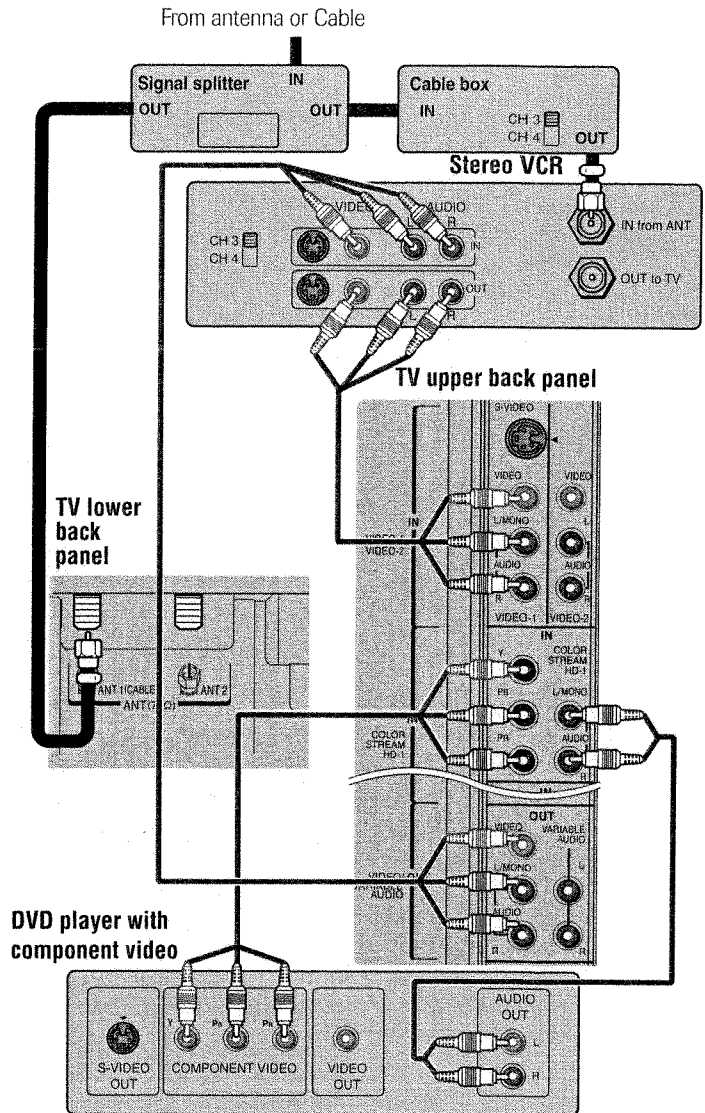 From antenna or Cable
Signal splitter
IN
OUT
OUT
Cable box
IN
CH 3
CH 4
OUT
Stereo VCR
VIDEO
AUDIO
L
R
IN
CH 3
CH 4
OUT
L
R
IN from ANT
OUT to TV
TV upper back panel
S-VIDEO
VIDEO
VIDEO
IN
L/MONO
L
VIDEO-2
AUDIO
AUDIO
R
R
VIDEO-1
VIDEO-2
TV lower
back
panel
ANT 1(CABLE
ANT 2
IN
Y
COLOR
STREAM
HD-1
PB
L/MONO
COLOR
STREAM
HD-1
PR
AUDIO
R
IN
OUT
VIDEO
VARIABLE
AUDIO
L/MONO
L
AUDIO
AUDIO
R
R
DVD player with
component video
S-VIDEO
OUT
Y
PB
PR
COMPONENT VIDEO
VIDEO
OUT
AUDIO
OUT
L
R